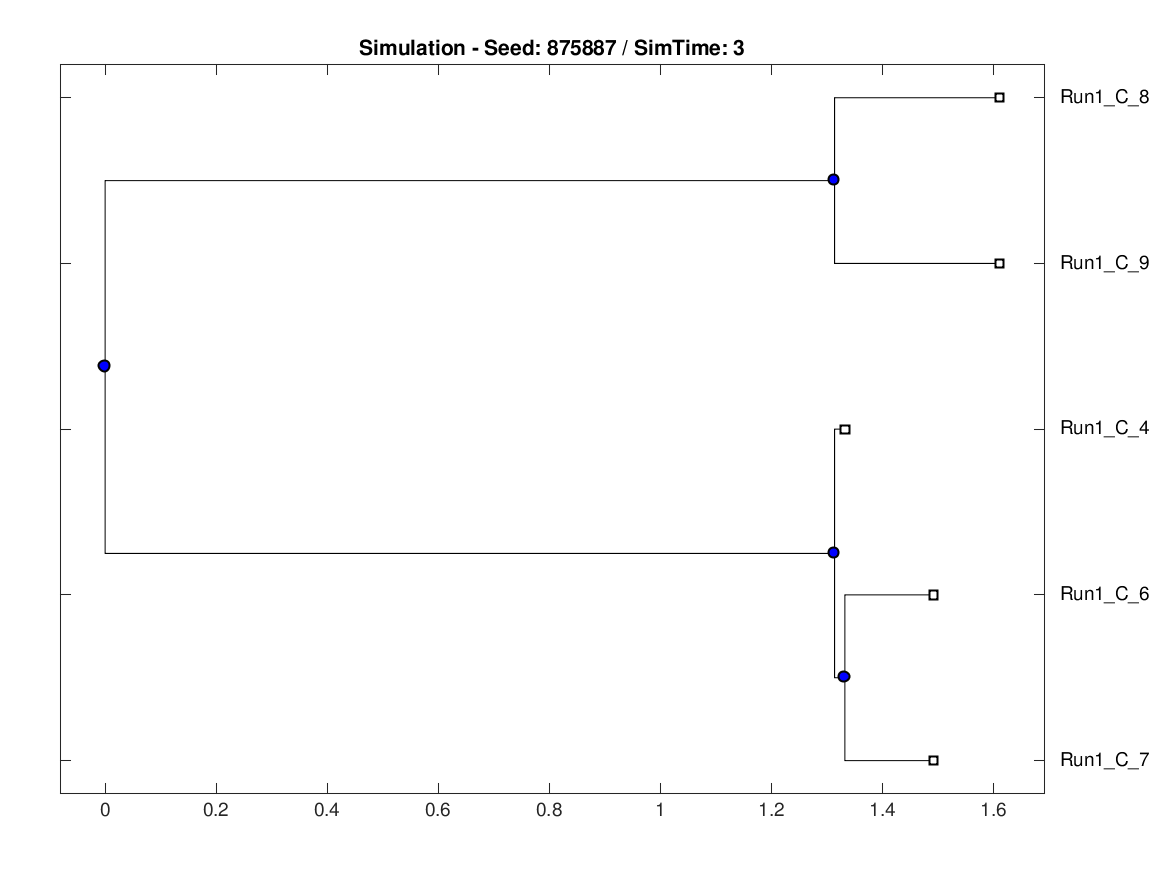 Simulation - Seed: 875887 / SimTime: 3
Run1_C_8
Run1_C_9
Run1_C_4
Run1_C_6
Run1_C_7
0 0.2 0.4 0.6 0.8 1 1.2 1.4 1.6